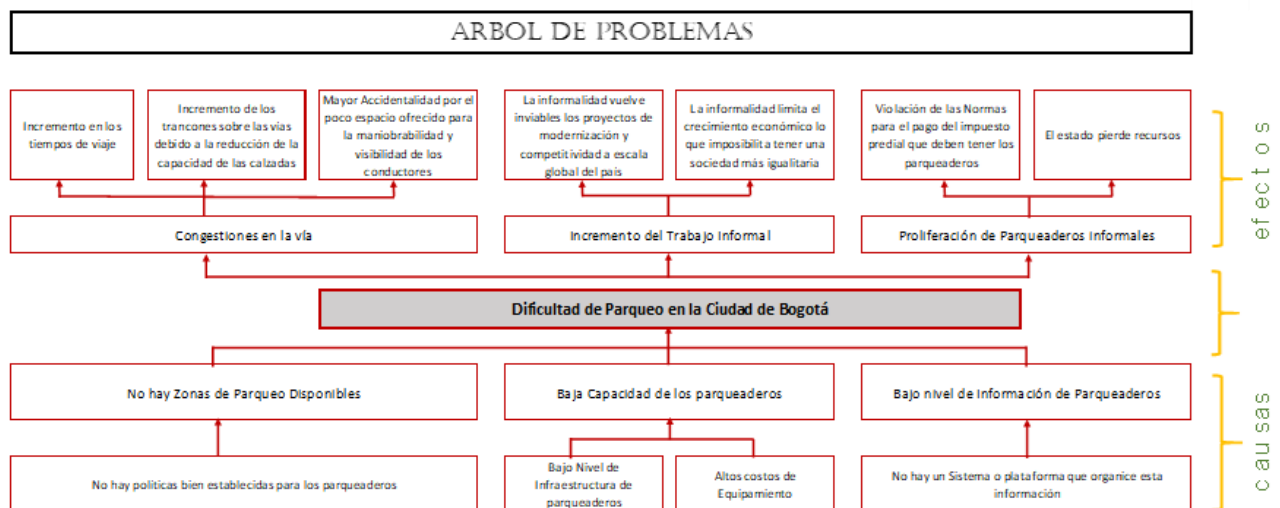 ARBOL DE PROBLEMAS
Incremento en los
tiempos de viaje
Incremento de los
trancones sobre las vías
debido a la reducción de la
capacidad de las calzadas
Mayor Accidentalidad por el
poco espacio ofrecido para
la maniobrabilidad y
visibilidad de los
conductores
La informalidad vuelve
inviables los proyectos de
modernización y
competitividad a escala
global del país
La informalidad limita el
crecimiento económico lo
que imposibilita tener una
sociedad más igualitaria
Violación de las Normas
para el pago del impuesto
predial que deben tener los
parqueaderos
El estado pierde recursos
efectos
Congestiones en la vía
Incremento del Trabajo Informal
Proliferación de Parqueaderos Informales
Dificultad de Parqueo en la Ciudad de Bogotá
No hay Zonas de Parqueo Disponibles
Baja Capacidad de los parqueaderos
Bajo nivel de Información de Parqueaderos
causas
No hay políticas bien establecidas para los parqueaderos
Bajo Nivel de
Infraestructura de
parqueaderos
Altos costos de
Equipamiento
No hay un Sistema o plataforma que organice esta
información